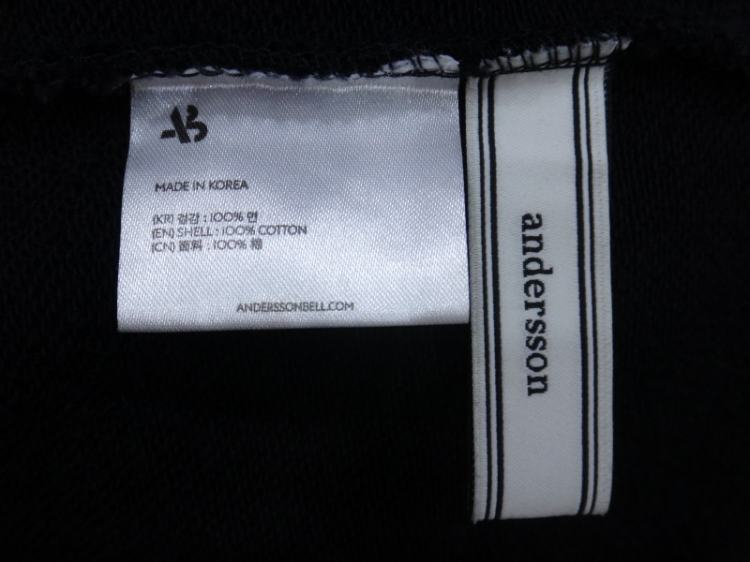 AB
MADE IN KOREA
(KR) 겉감 : 100% 면
(EN) SHELL : 100% COTTON
(CN) 面料 : 100% 棉
ANDERSSONBELL.COM
andersson